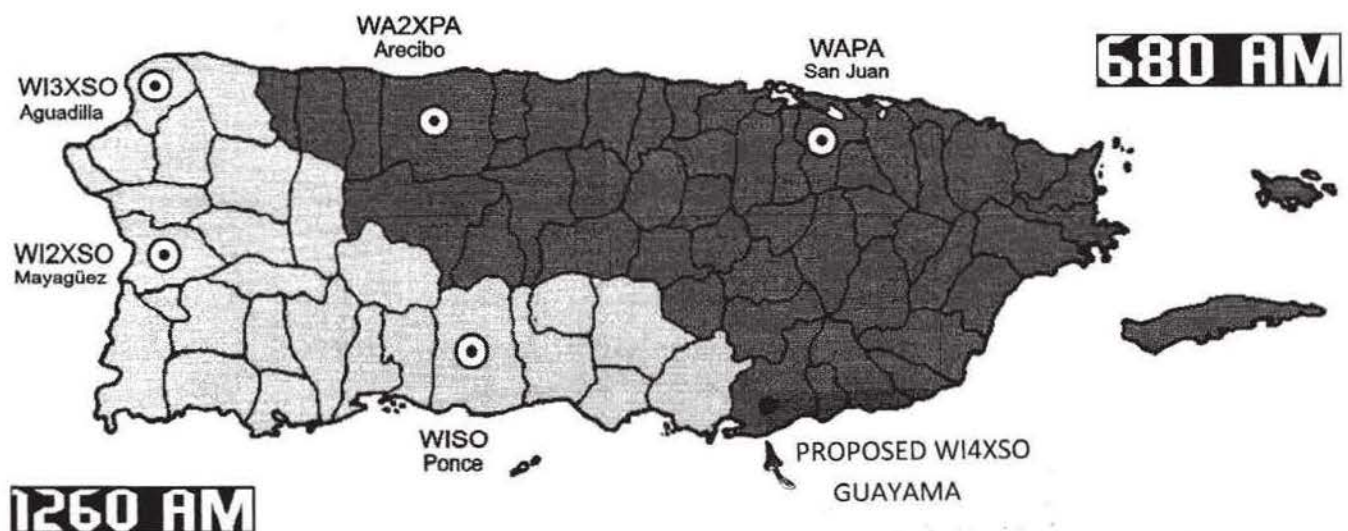 WA2XPA
Arecibo
WAPA
San Juan
680 AM
WI3XSO
Aguadilla
WI2XSO
Mayagüez
WISO
Ponce
PROPOSED WI4XSO
GUAYAMA
1260 AM